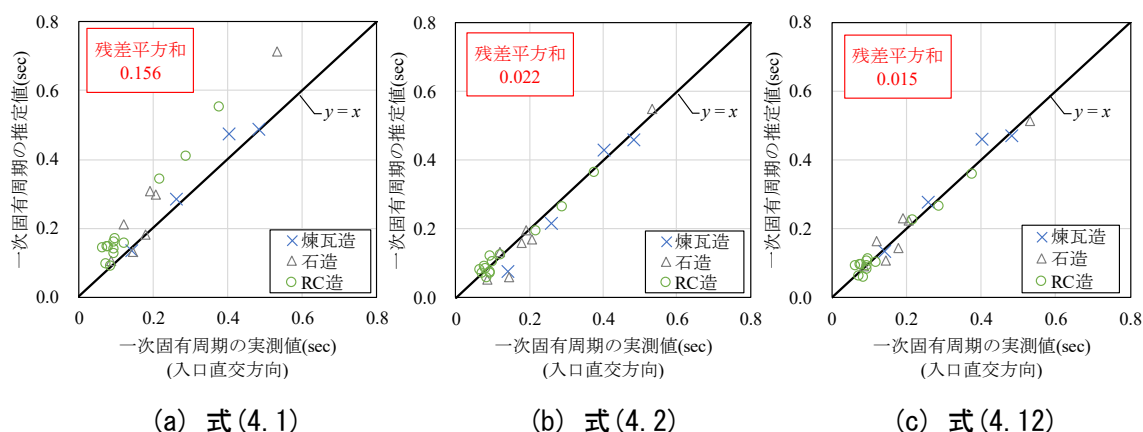 0.8
0.6
0.4
0.2
0.0
一次固有周期の推定値(sec)
残差平方和
0.156
y = x
煉瓦造
石造
RC造
0 0.2 0.4 0.6 0.8
一次固有周期の実測値(sec)
(入口直交方向)
(a) 式(4.1)
0.8
0.6
0.4
0.2
0.0
一次固有周期の推定値(sec)
残差平方和
0.022
y = x
煉瓦造
石造
RC造
0 0.2 0.4 0.6 0.8
一次固有周期の実測値(sec)
(入口直交方向)
(b) 式(4.2)
0.8
0.6
0.4
0.2
0.0
一次固有周期の推定値(sec)
残差平方和
0.015
y = x
煉瓦造
石造
RC造
0 0.2 0.4 0.6 0.8
一次固有周期の実測値(sec)
(入口直交方向)
(c) 式(4.12)